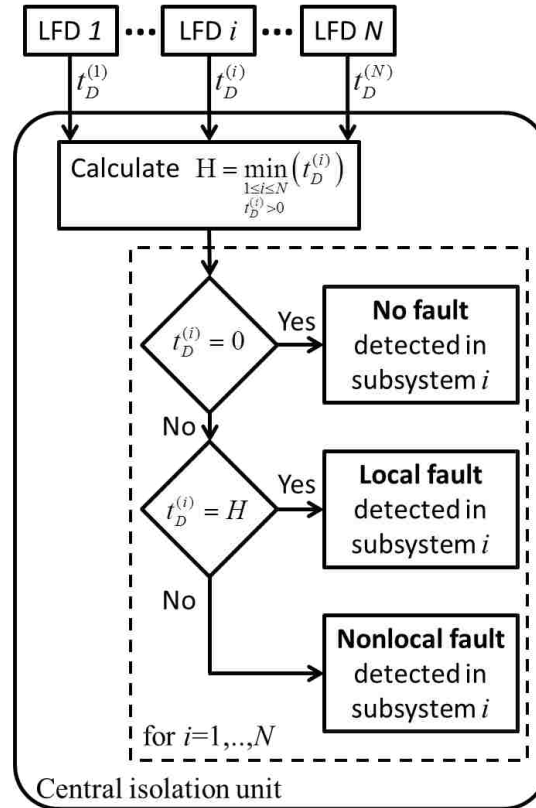 LFD 1 ··· LFD i ··· LFD N
t_D^{(1)} t_D^{(i)} t_D^{(N)}
Calculate H = min (t_D^{(i)})
1≤i≤N
t_D^{(i)}>0
t_D^{(i)} = 0
Yes
No fault
detected in
subsystem i
No
t_D^{(i)} = H
Yes
Local fault
detected in
subsystem i
No
Nonlocal fault
detected in
subsystem i
for i=1,..,N
Central isolation unit